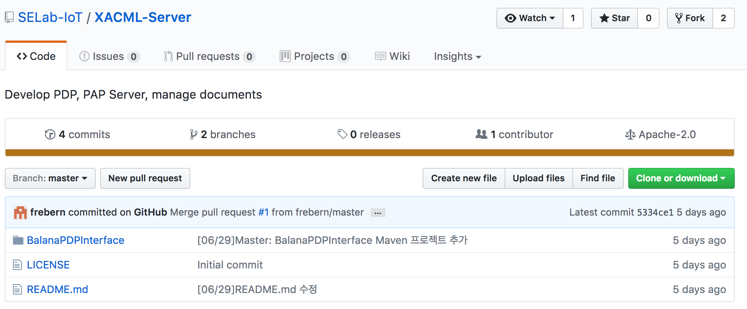 SELab-IoT / XACML-Server
Watch 1 Star 0 Fork 2
Code Issues 0 Pull requests 0 Projects 0 Wiki Insights
Develop PDP, PAP Server, manage documents
4 commits 2 branches 0 releases 1 contributor Apache-2.0
Branch: master New pull request Create new file Upload files Find file Clone or download
frebern committed on GitHub Merge pull request #1 from frebern/master ... Latest commit 5334ce1 5 days ago
BalanaPDPInterface [06/29]Master: BalanaPDPInterface Maven 프로젝트 추가 5 days ago
LICENSE Initial commit 5 days ago
README.md [06/29]README.md 수정 5 days ago